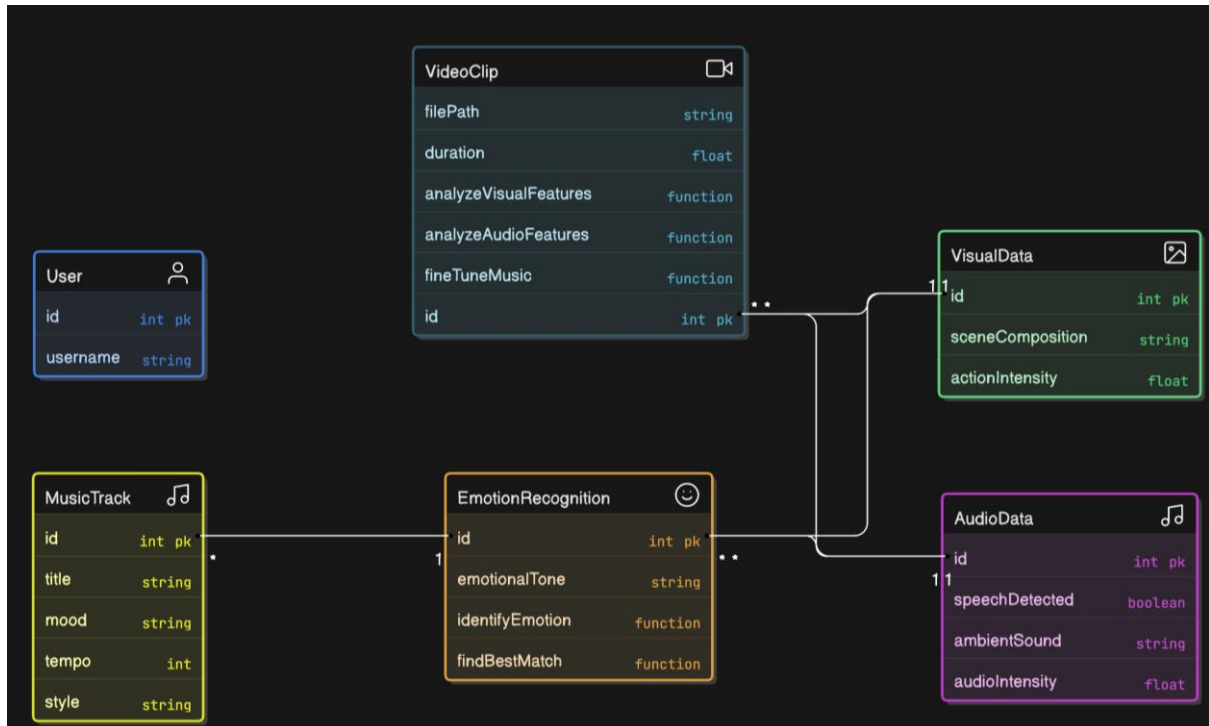 VideoClip
filePath string
duration float
analyzeVisualFeatures function
analyzeAudioFeatures function
fineTuneMusic function
id int pk
* *
User
id int pk
username string
VisualData
1 1
id int pk
sceneComposition string
actionIntensity float
MusicTrack
id int pk
*
title string
mood string
tempo int
style string
EmotionRecognition
1
id int pk
* *
emotionalTone string
identifyEmotion function
findBestMatch function
AudioData
id int pk
1 1
speechDetected boolean
ambientSound string
audioIntensity float